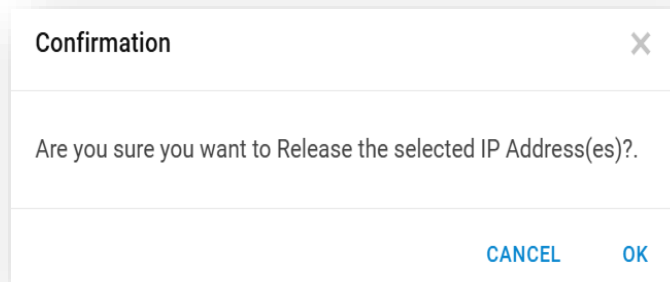 Confirmation
Are you sure you want to Release the selected IP Address(es)?.
CANCEL OK